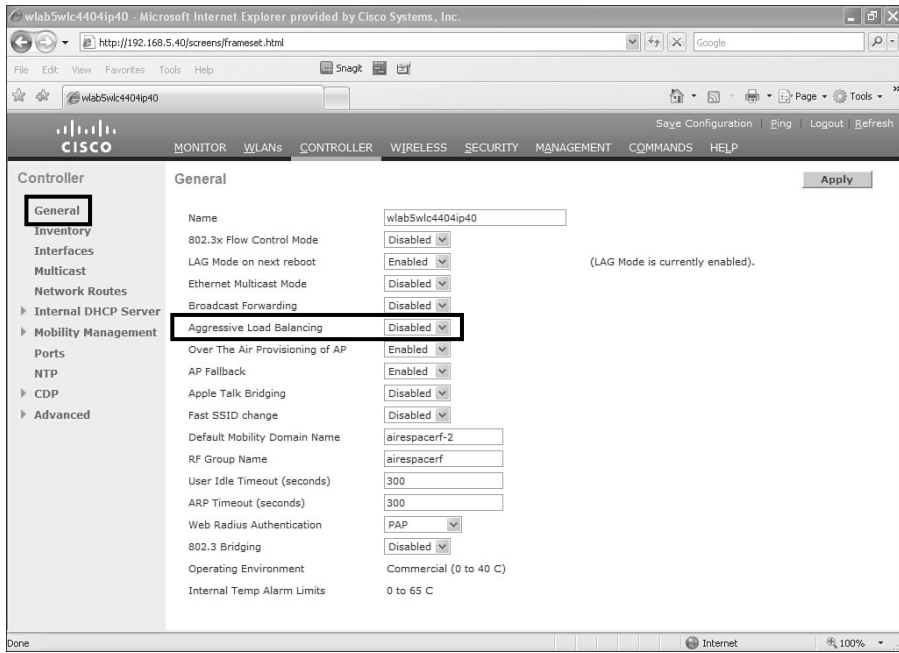 wlab5wlc4404ip40 - Microsoft Internet Explorer provided by Cisco Systems, Inc.
http://192.168.5.40/screens/frameset.html
Google
File Edit View Favorites Tools Help
Snagit
wlab5wlc4404ip40
Page Tools
Save Configuration | Ping | Logout | Refresh
CISCO
MONITOR WLANs CONTROLLER WIRELESS SECURITY MANAGEMENT COMMANDS HELP
Controller
General
Inventory
Interfaces
Multicast
Network Routes
Internal DHCP Server
Mobility Management
Ports
NTP
CDP
Advanced
General
Apply
Name wlab5wlc4404ip40
802.3x Flow Control Mode Disabled
LAG Mode on next reboot Enabled (LAG Mode is currently enabled).
Ethernet Multicast Mode Disabled
Broadcast Forwarding Disabled
Aggressive Load Balancing Disabled
Over The Air Provisioning of AP Enabled
AP Fallback Enabled
Apple Talk Bridging Disabled
Fast SSID change Disabled
Default Mobility Domain Name airespacerf-2
RF Group Name airespacerf
User Idle Timeout (seconds) 300
ARP Timeout (seconds) 300
Web Radius Authentication PAP
802.3 Bridging Disabled
Operating Environment Commercial (0 to 40 C)
Internal Temp Alarm Limits 0 to 65 C
Done
Internet
100%